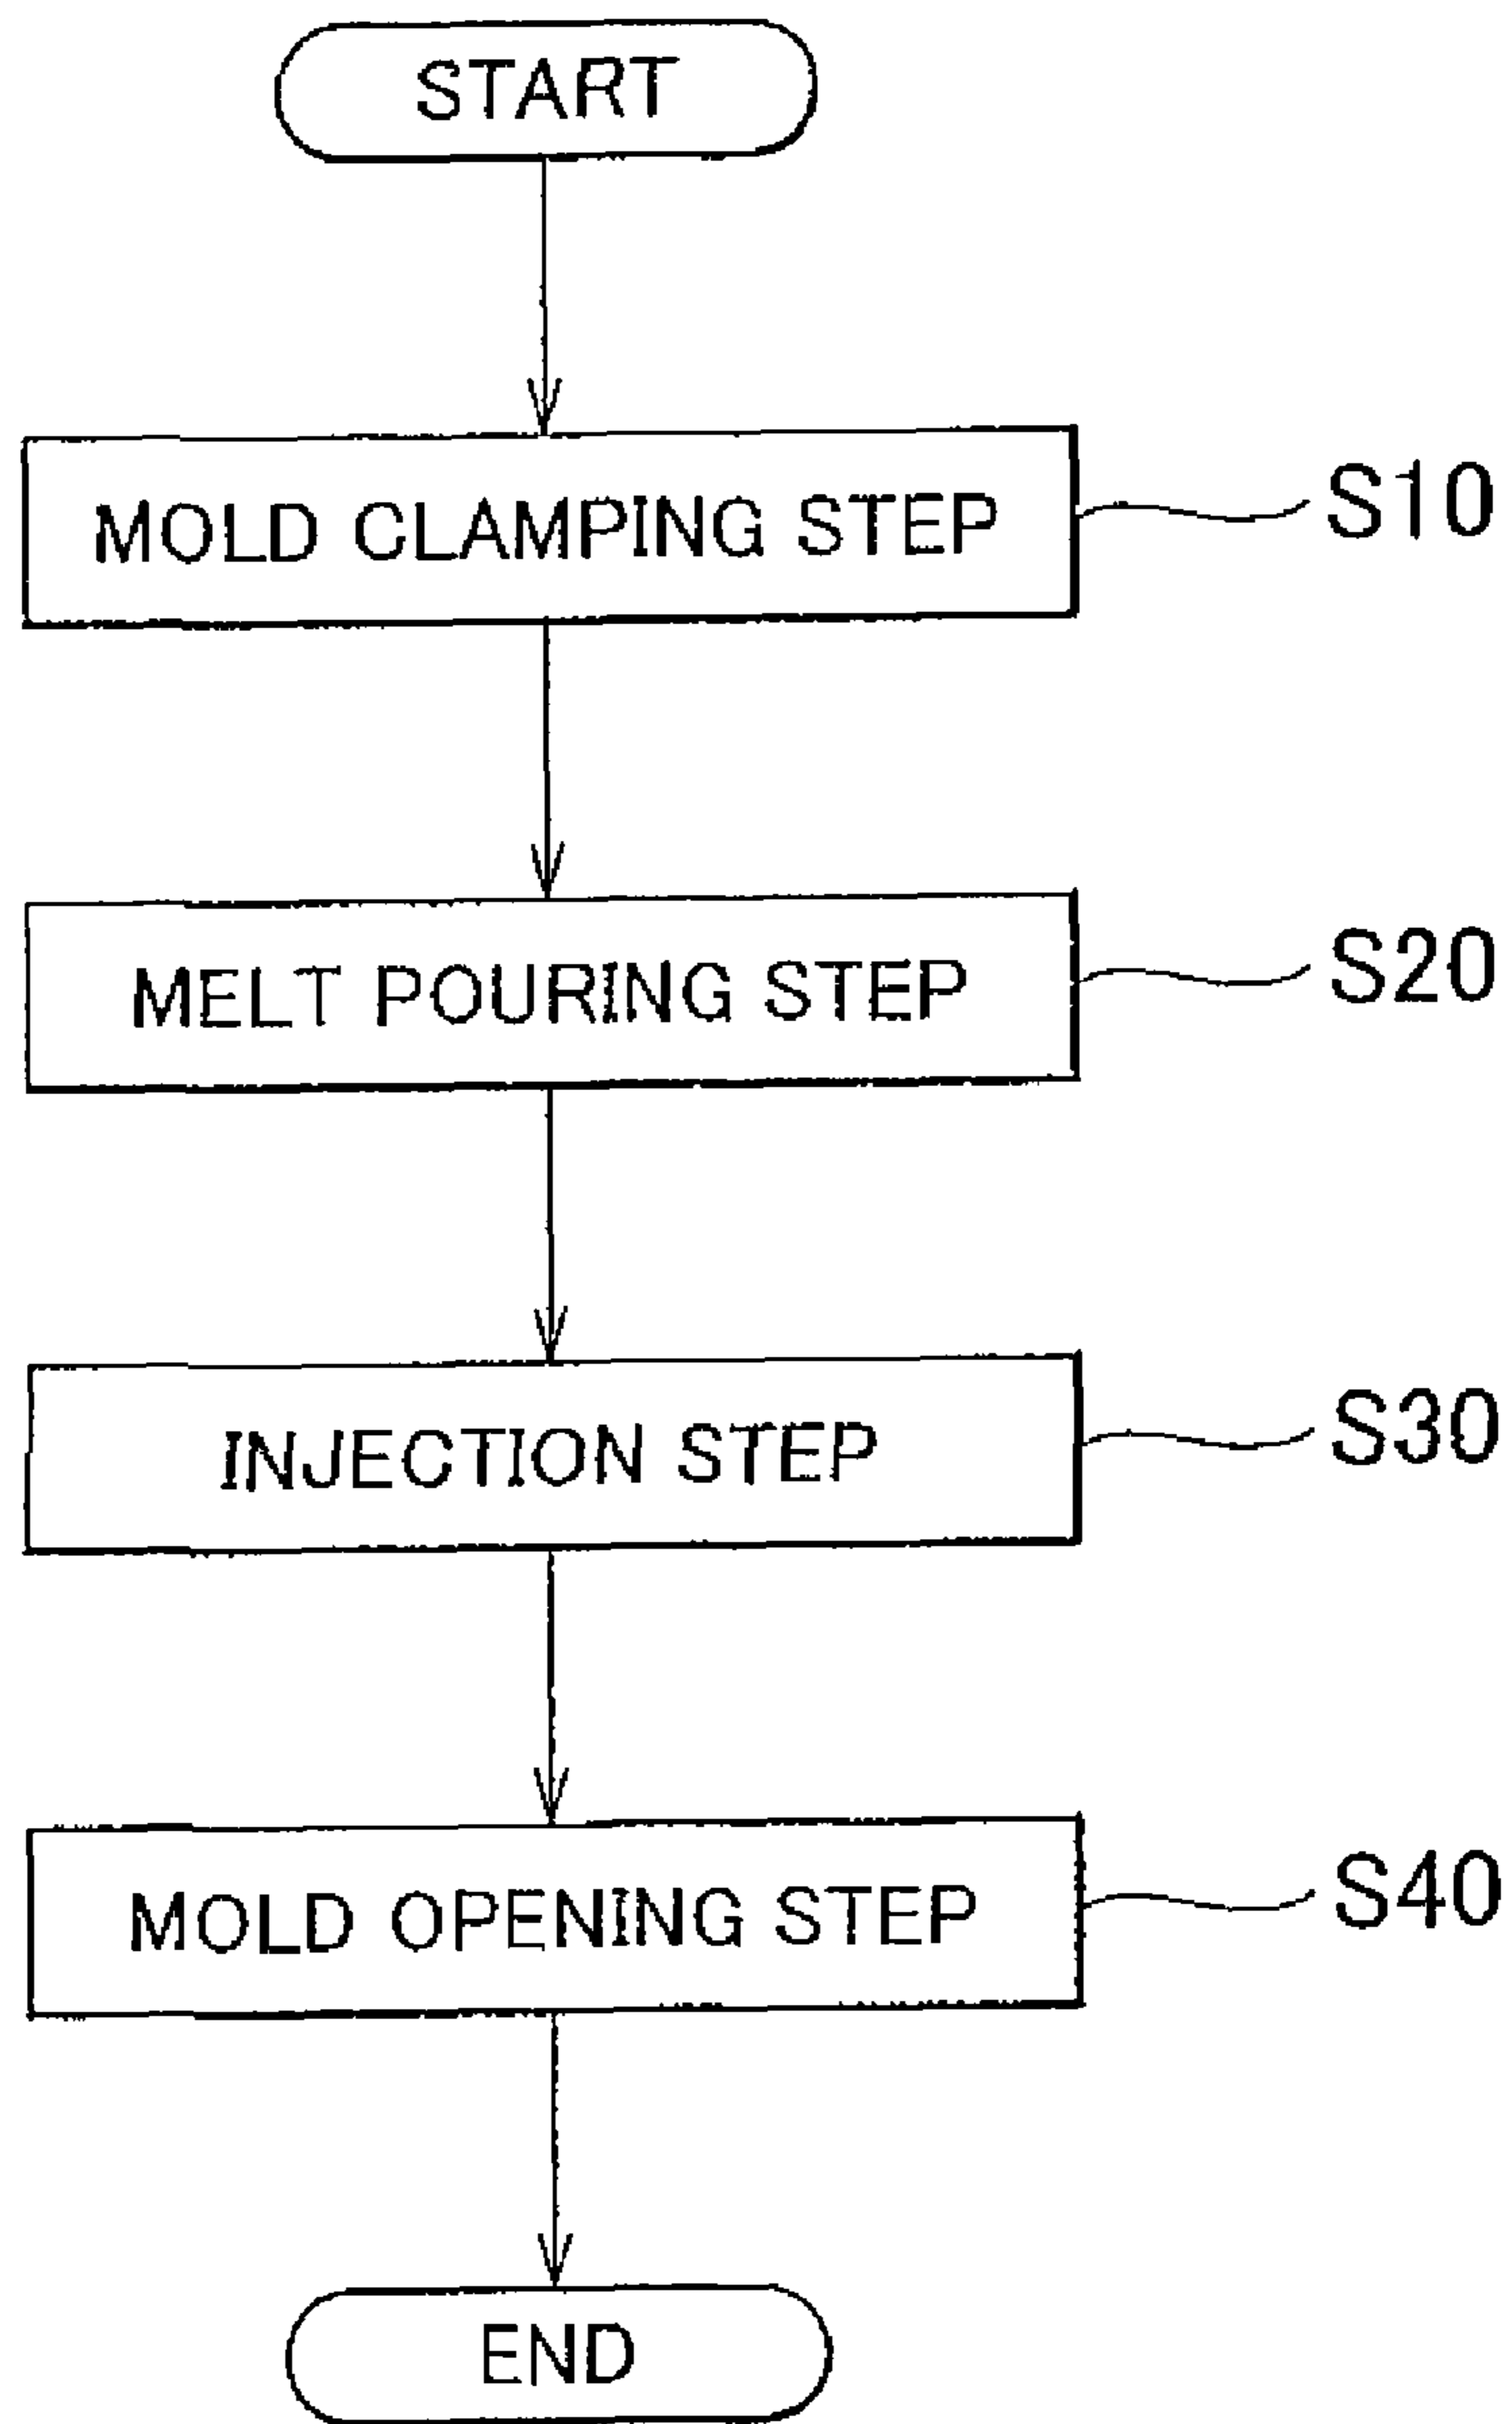 START
MOLD CLAMPING STEP S10
MELT POURING STEP S20
INJECTION STEP S30
MOLD OPENING STEP S40
END